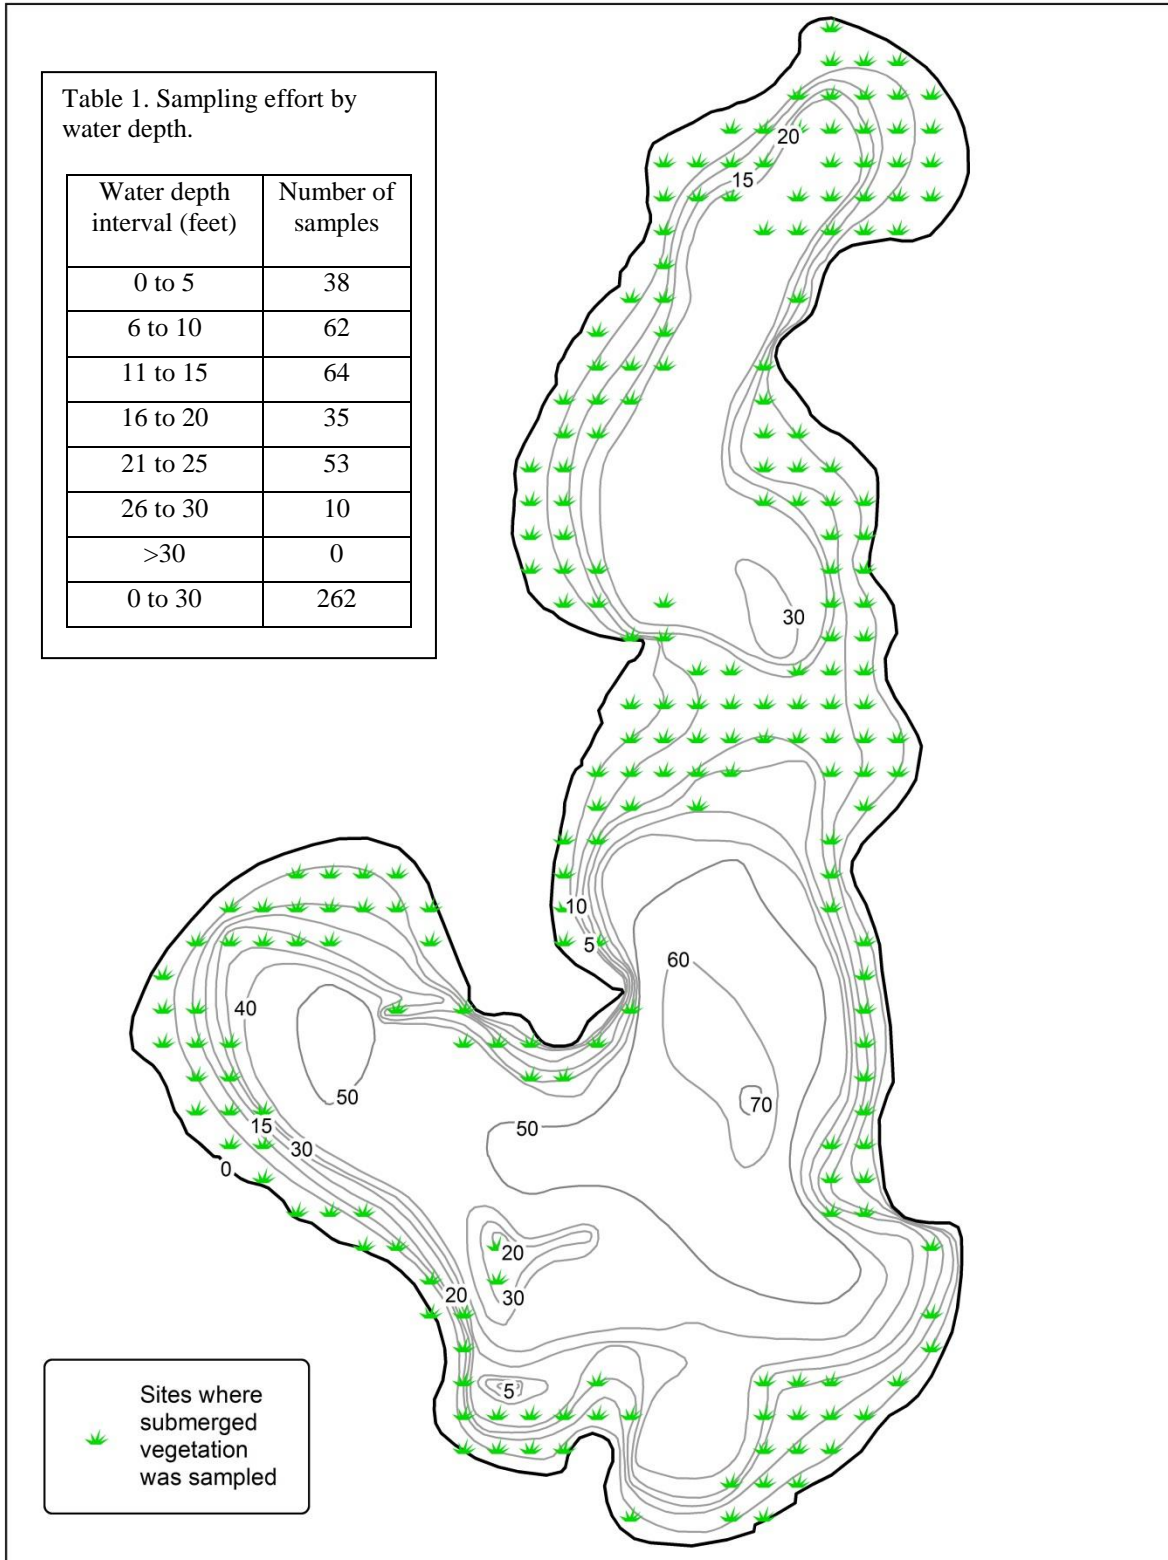 Table 1. Sampling effort by
water depth.
Water depth interval (feet) Number of samples
0 to 5 38
6 to 10 62
11 to 15 64
16 to 20 35
21 to 25 53
26 to 30 10
>30 0
0 to 30 262
20
15
30
10
5
60
40
50
70
50
15
30
0
20
20
30
5
Sites where
submerged
vegetation
was sampled